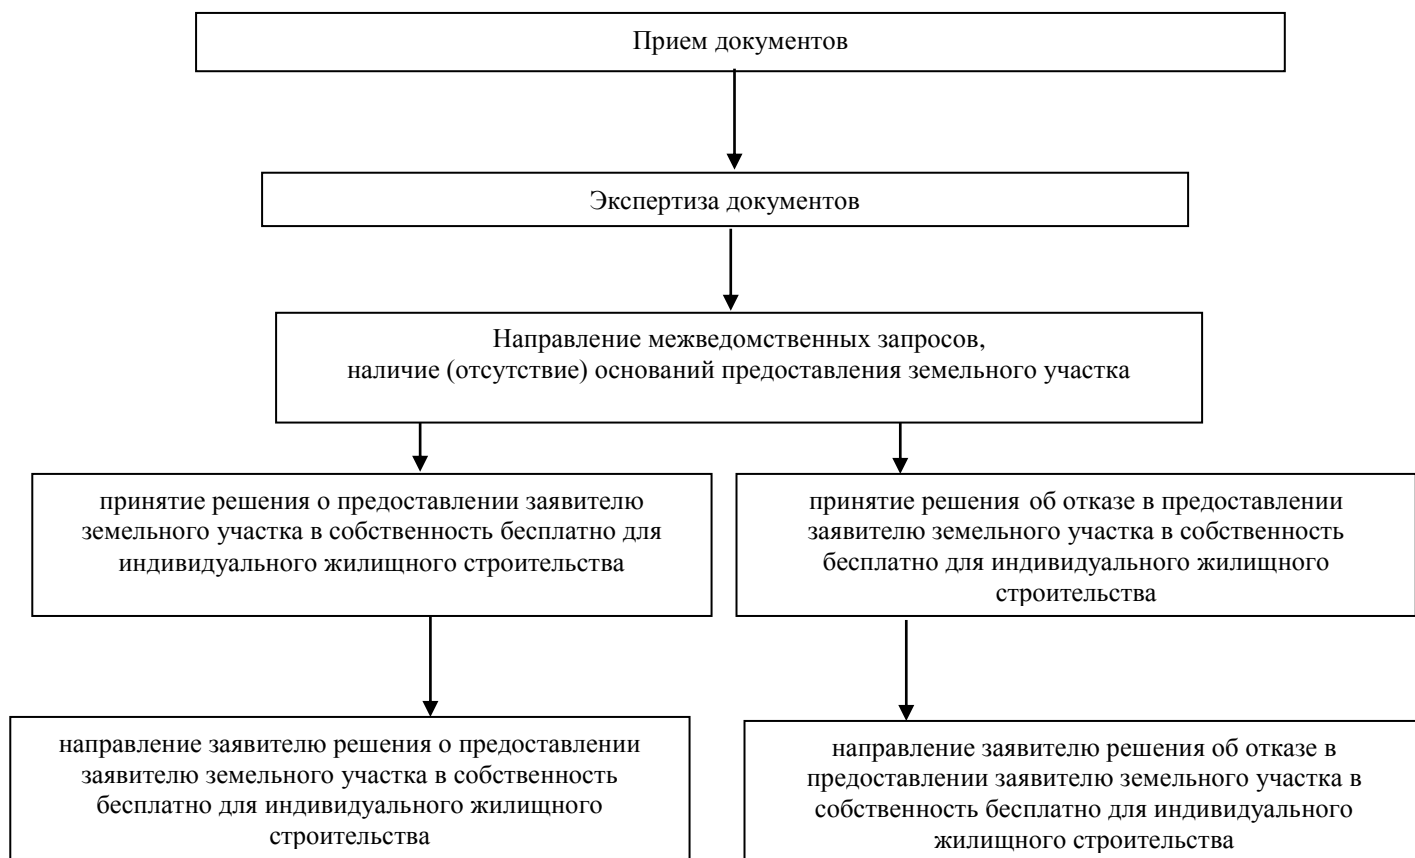 Прием документов
Экспертиза документов
Направление межведомственных запросов,
наличие (отсутствие) оснований предоставления земельного участка
принятие решения о предоставлении заявителю
земельного участка в собственность бесплатно для
индивидуального жилищного строительства
принятие решения об отказе в предоставлении
заявителю земельного участка в собственность
бесплатно для индивидуального жилищного
строительства
направление заявителю решения о предоставлении
заявителю земельного участка в собственность
бесплатно для индивидуального жилищного
строительства
направление заявителю решения об отказе в
предоставлении заявителю земельного участка в
собственность бесплатно для индивидуального
жилищного строительства